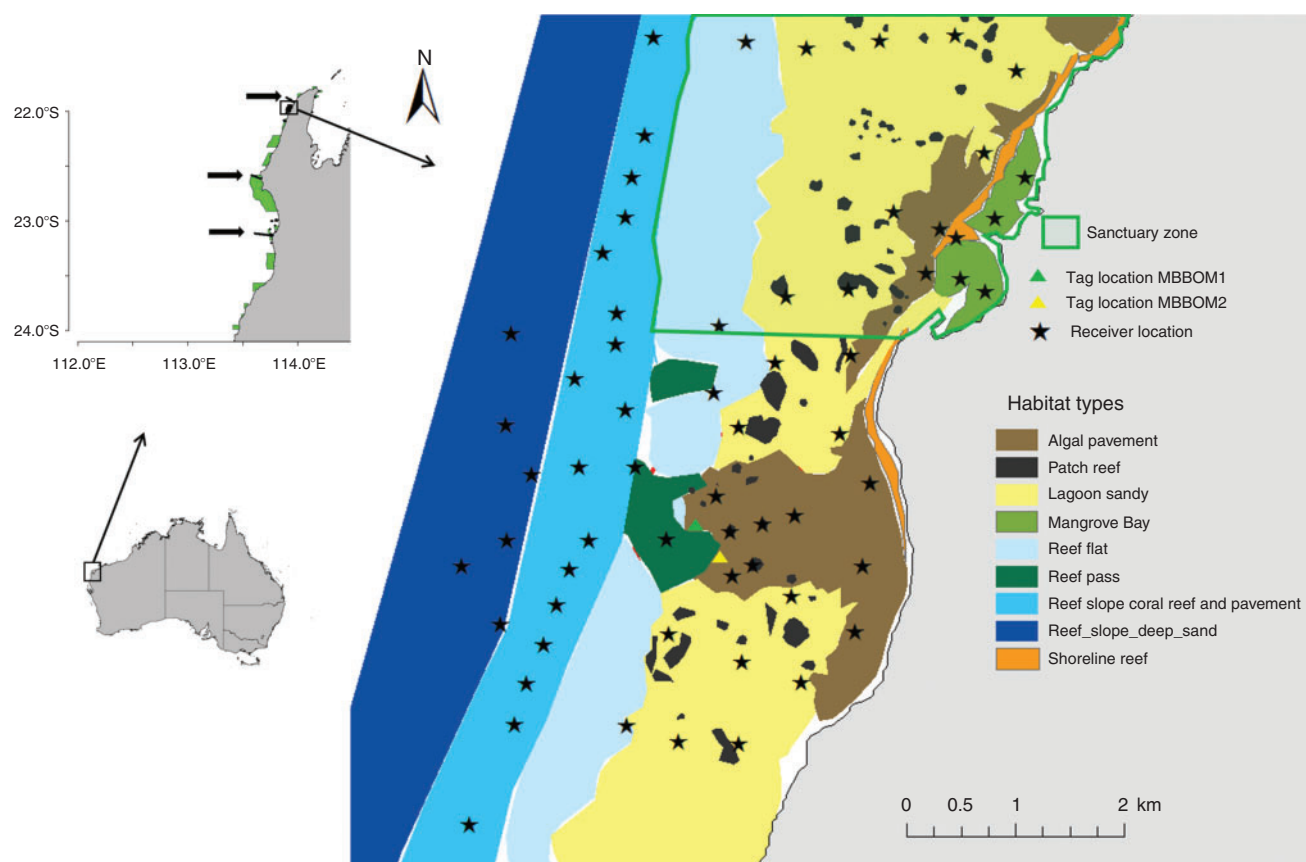 N
22.0°S
23.0°S
24.0°S
112.0°E
113.0°E
114.0°E
Sanctuary zone
Tag location MBBOM1
Tag location MBBOM2
Receiver location
Habitat types
Algal pavement
Patch reef
Lagoon sandy
Mangrove Bay
Reef flat
Reef pass
Reef slope coral reef and pavement
Reef_slope_deep_sand
Shoreline reef
0 0.5 1 2 km